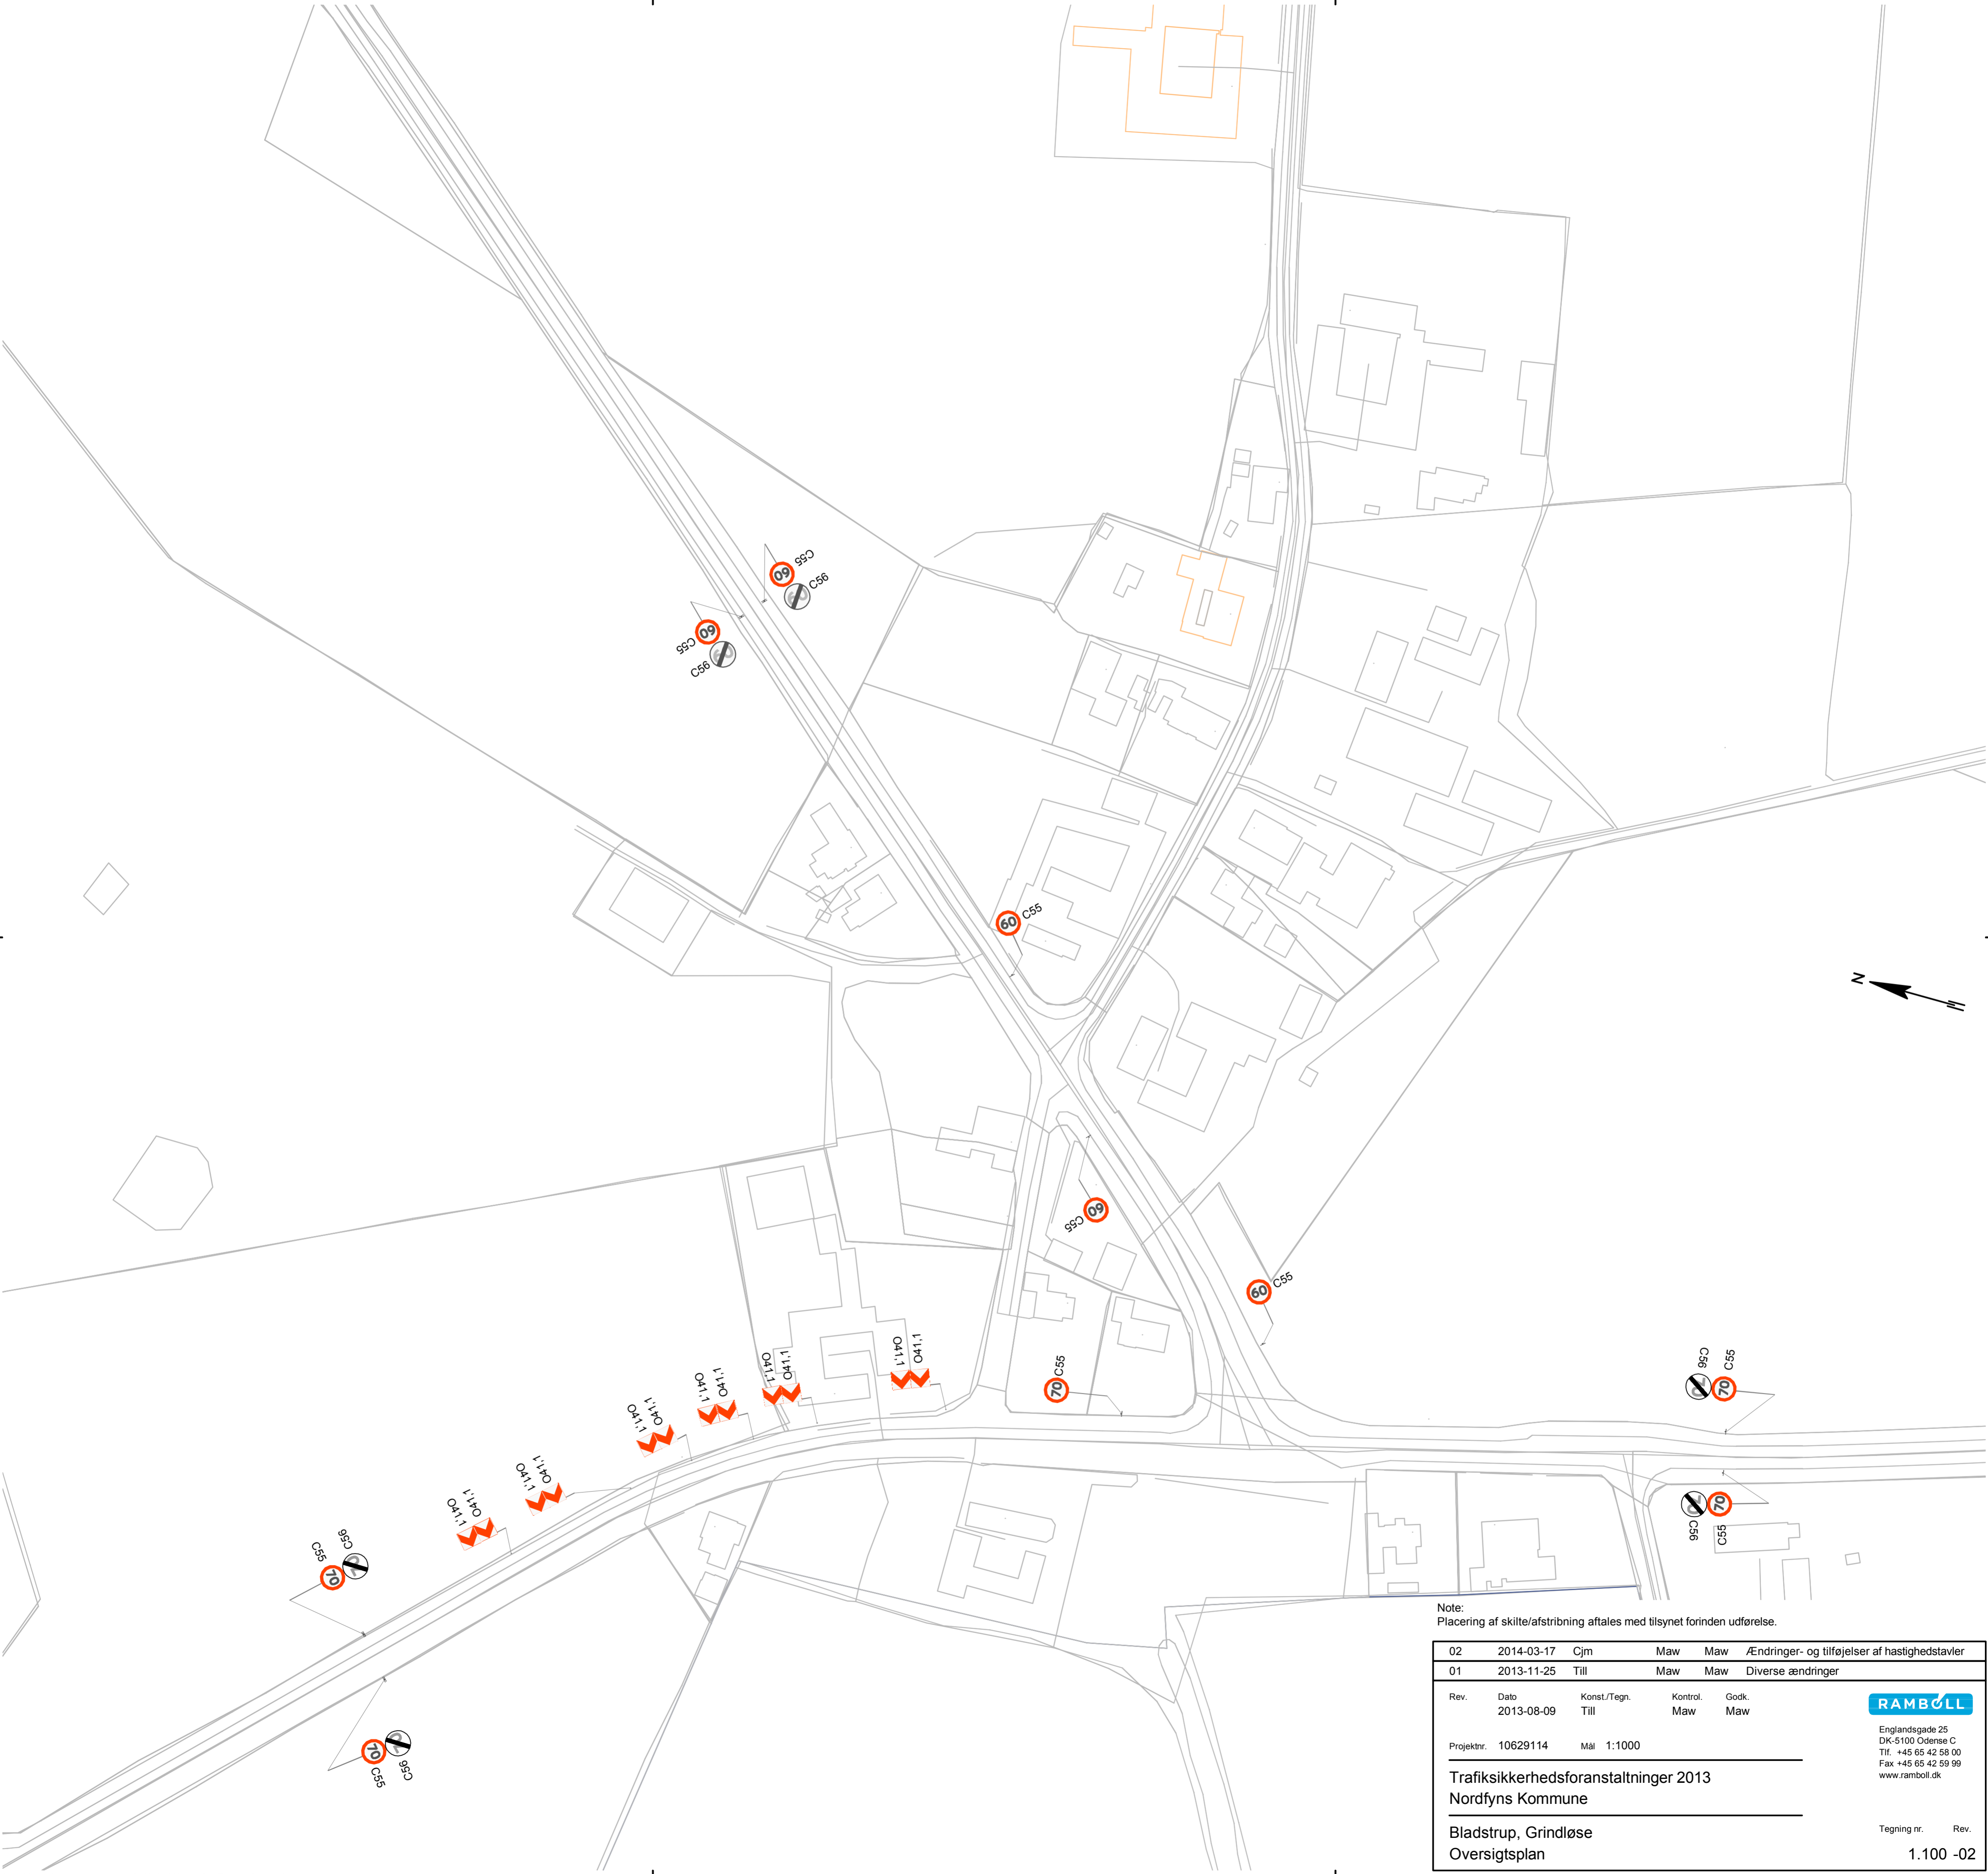 C55
60
60
C56
C55
60
60
C56
60
C55
N
60
C55
60
C55
C56
C55
70
70
70
C55
O41,1
O41,1
O41,1
O41,1
O41,1
O41,1
O41,1
O41,1
O41,1
O41,1
O41,1
O41,1
C55
C56
70
70
70
C56
C55
70
70
C55
C56
Note:
Placering af skilte/afstribning aftales med tilsynet forinden udførelse.
02 2014-03-17 Cjm Maw Maw Ændringer- og tilføjelser af hastighedstavler
01 2013-11-25 Till Maw Maw Diverse ændringer
Rev. Dato Konst./Tegn. Kontrol. Godk.
2013-08-09 Till Maw Maw
RAMBOLL
Englandsgade 25
DK-5100 Odense C
Tlf. +45 65 42 58 00
Fax +45 65 42 59 99
www.ramboll.dk
Projektnr. 10629114 Mål 1:1000
Trafiksikkerhedsforanstaltninger 2013
Nordfyns Kommune
Bladstrup, Grindløse
Oversigtsplan
Tegning nr. Rev.
1.100 -02